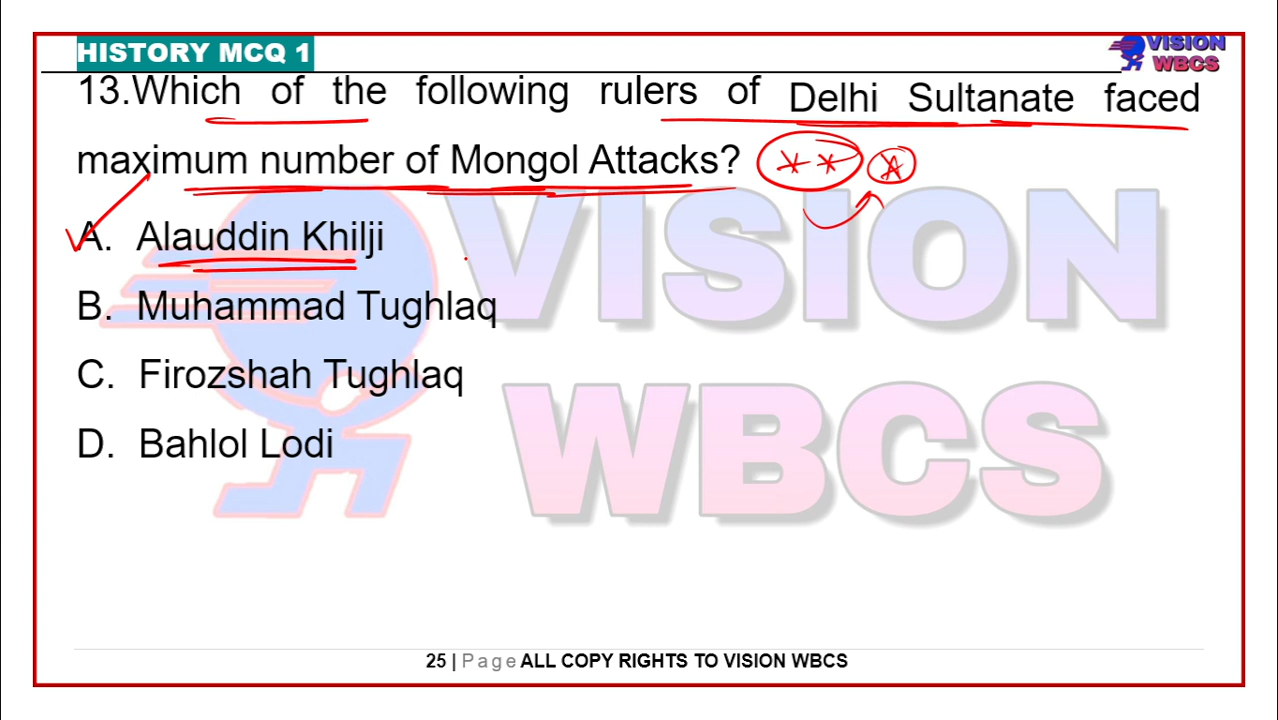 HISTORY MCQ 1
VISION
WBCS
13.Which of the following rulers of Delhi Sultanate faced
maximum number of Mongol Attacks?
A. Alauddin Khilji
B. Muhammad Tughlaq
C. Firozshah Tughlaq
D. Bahlol Lodi
VISION
WBCS
25 | Page ALL COPY RIGHTS TO VISION WBCS